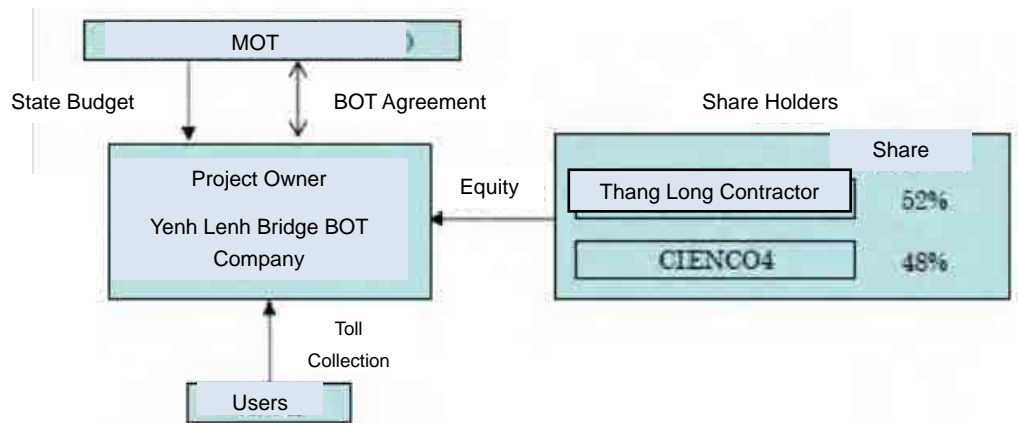 MOT
State Budget
BOT Agreement
Share Holders
Share
Project Owner
Yenh Lenh Bridge BOT
Company
Equity
Thang Long Contractor
52%
CIENCO4
48%
Toll
Collection
Users